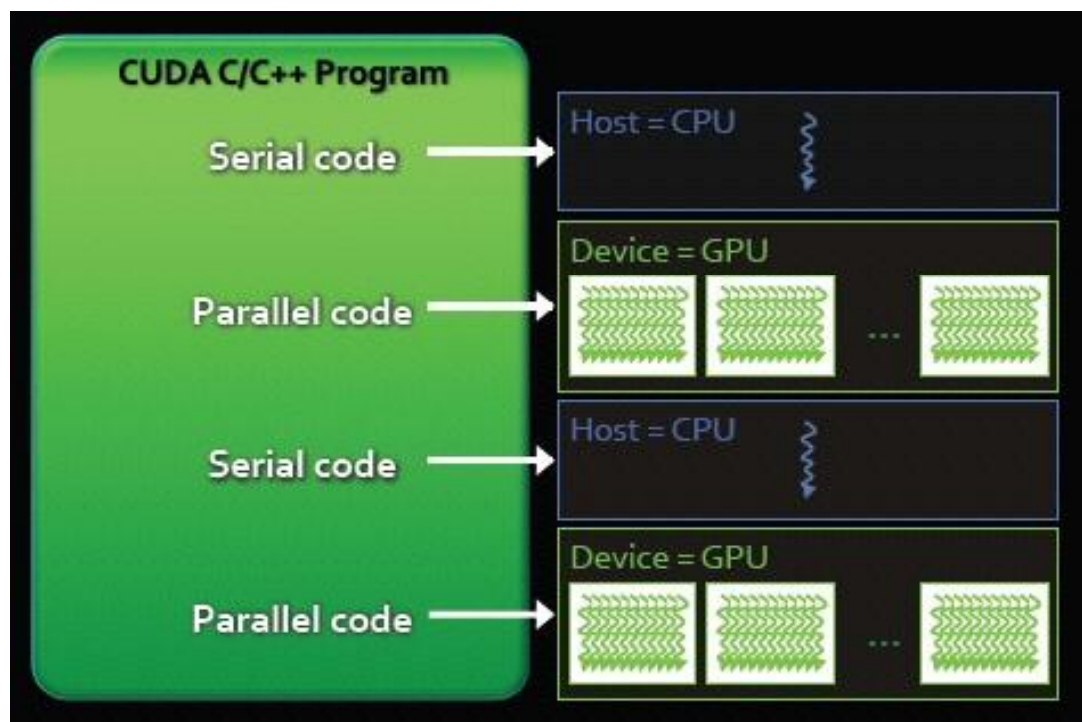 CUDA C/C++ Program
Serial code
Host = CPU
Parallel code
Device = GPU
...
Serial code
Host = CPU
Parallel code
Device = GPU
...